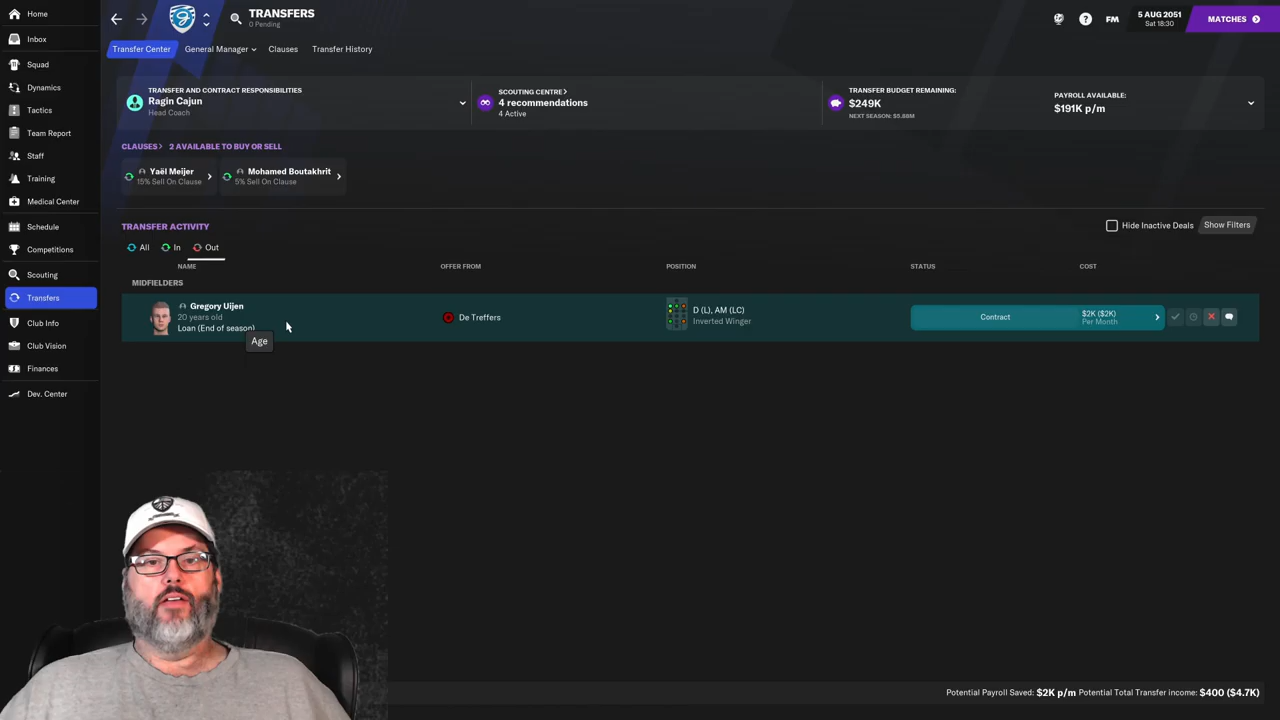 Home
Inbox
Squad
Dynamics
Tactics
Team Report
Staff
Training
Medical Center
Schedule
Competitions
Scouting
Transfers
Club Info
Club Vision
Finances
Dev. Center
TRANSFERS
0 Pending
FM
5 AUG 2051
Sat 18:30
MATCHES
Transfer Center
General Manager
Clauses
Transfer History
TRANSFER AND CONTRACT RESPONSIBILITIES
Ragin Cajun
Head Coach
SCOUTING CENTRE>
4 recommendations
4 Active
TRANSFER BUDGET REMAINING:
$249K
NEXT SEASON: $5.88M
PAYROLL AVAILABLE:
$191K p/m
CLAUSES> 2 AVAILABLE TO BUY OR SELL
Yaël Meijer
15% Sell On Clause
Mohamed Boutakhrit
5% Sell On Clause
TRANSFER ACTIVITY
Hide Inactive Deals
Show Filters
All
In
Out
NAME
OFFER FROM
POSITION
STATUS
COST
MIDFIELDERS
Gregory Uijen
20 years old
Loan (End of season)
De Treffers
D (L), AM (LC)
Inverted Winger
Contract
$2K ($2K)
Per Month
Age
Potential Payroll Saved: $2K p/m Potential Total Transfer income: $400 ($4.7K)